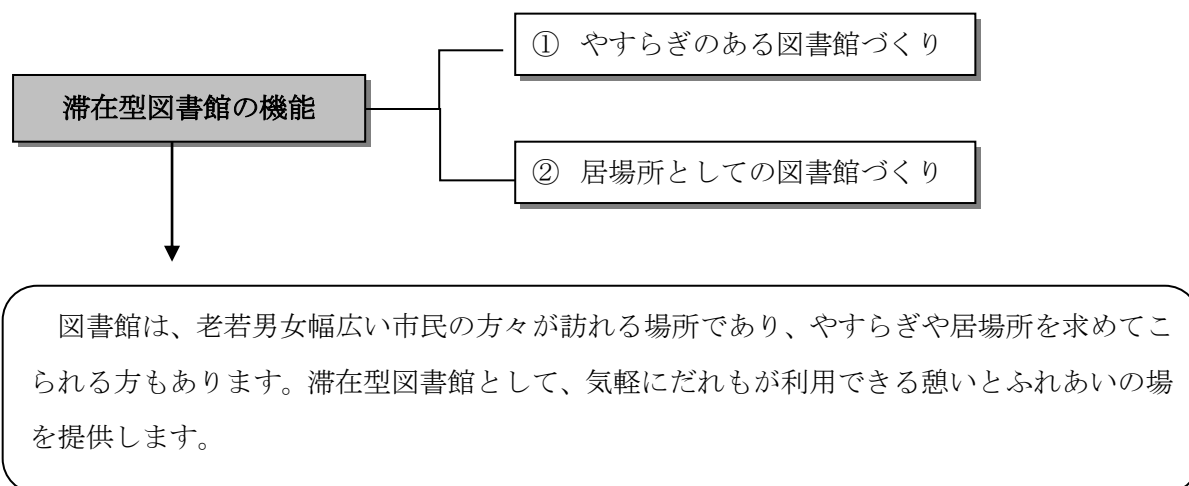 ① やすらぎのある図書館づくり
滞在型図書館の機能
② 居場所としての図書館づくり
図書館は、老若男女幅広い市民の方々が訪れる場所であり、やすらぎや居場所を求めてこ
られる方もあります。滞在型図書館として、気軽にだれもが利用できる憩いとふれあいの場
を提供します。